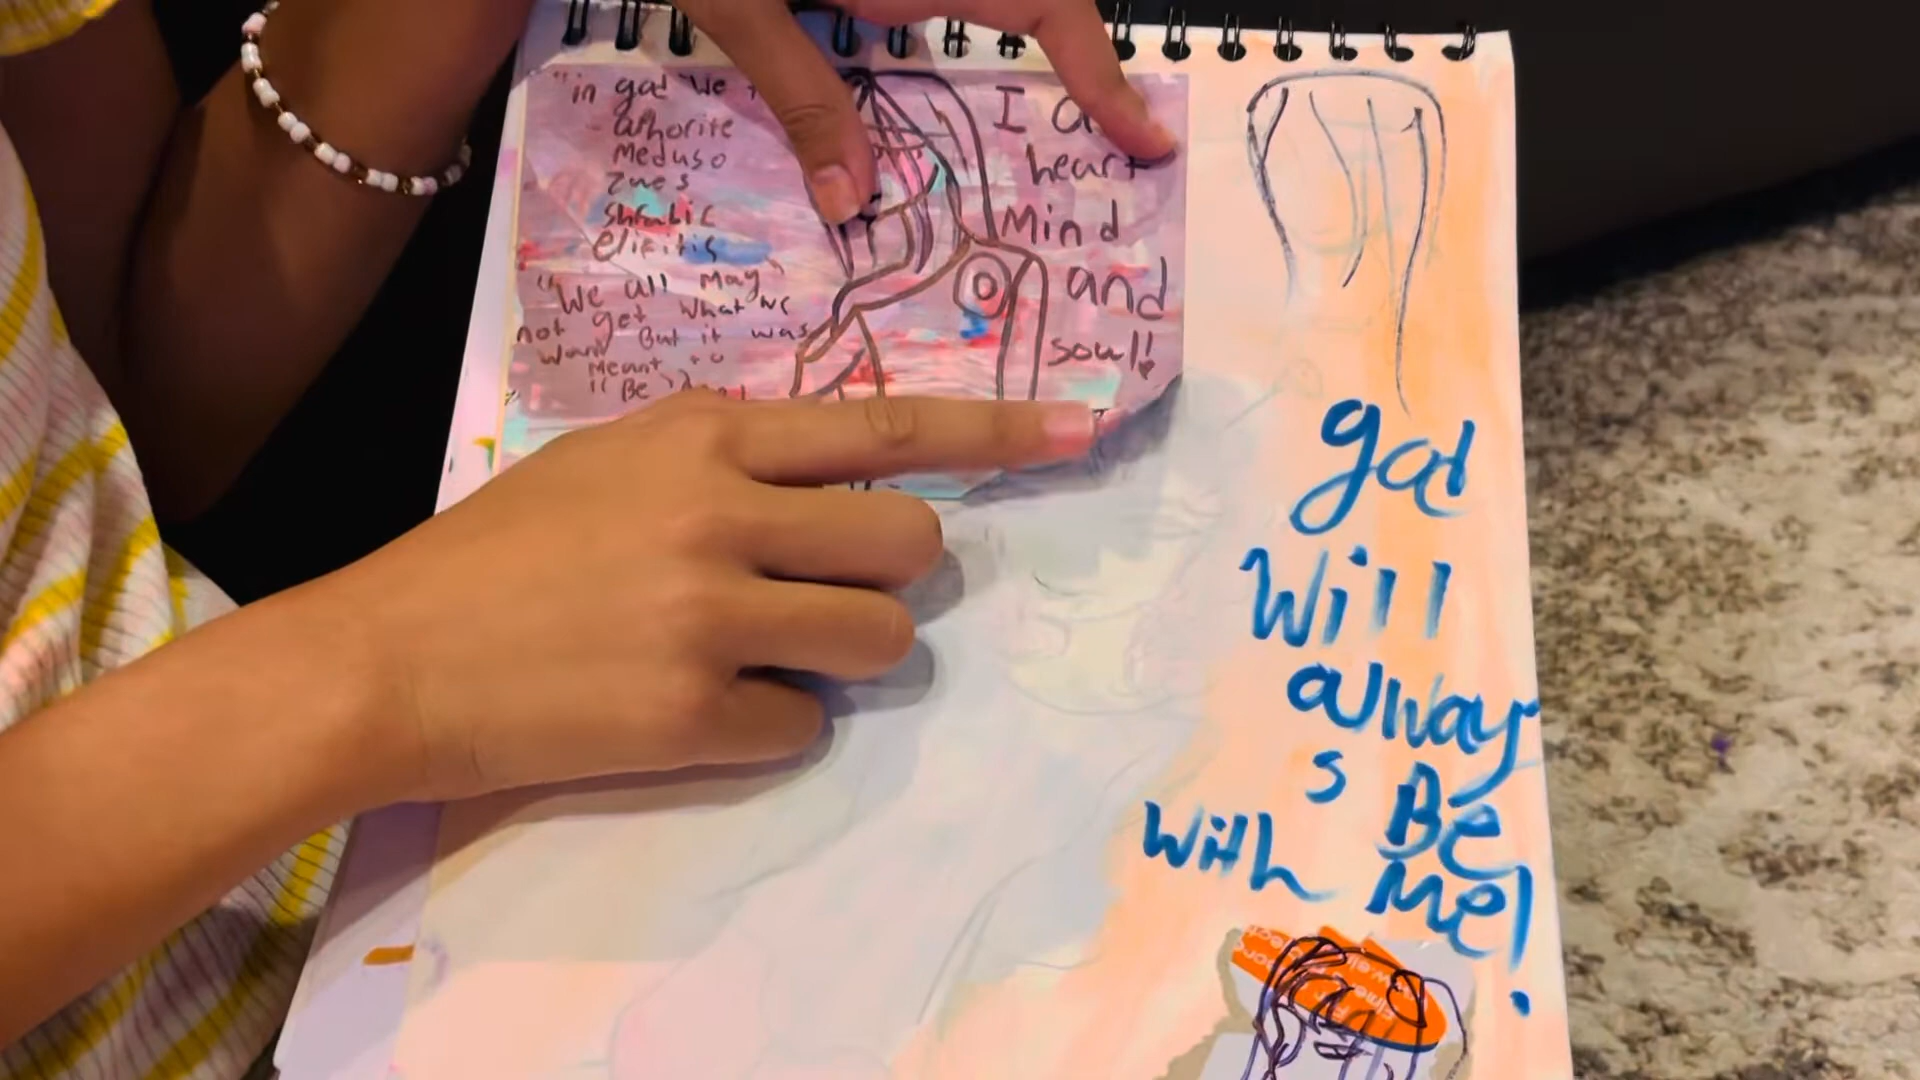 "in god we
Aphorite
Meduso
Zues
"We all May
not get What we
Want But it was
Meant to
Be
I a
heart
Mind
and
soul!
god
Will
always
Be
With Me!